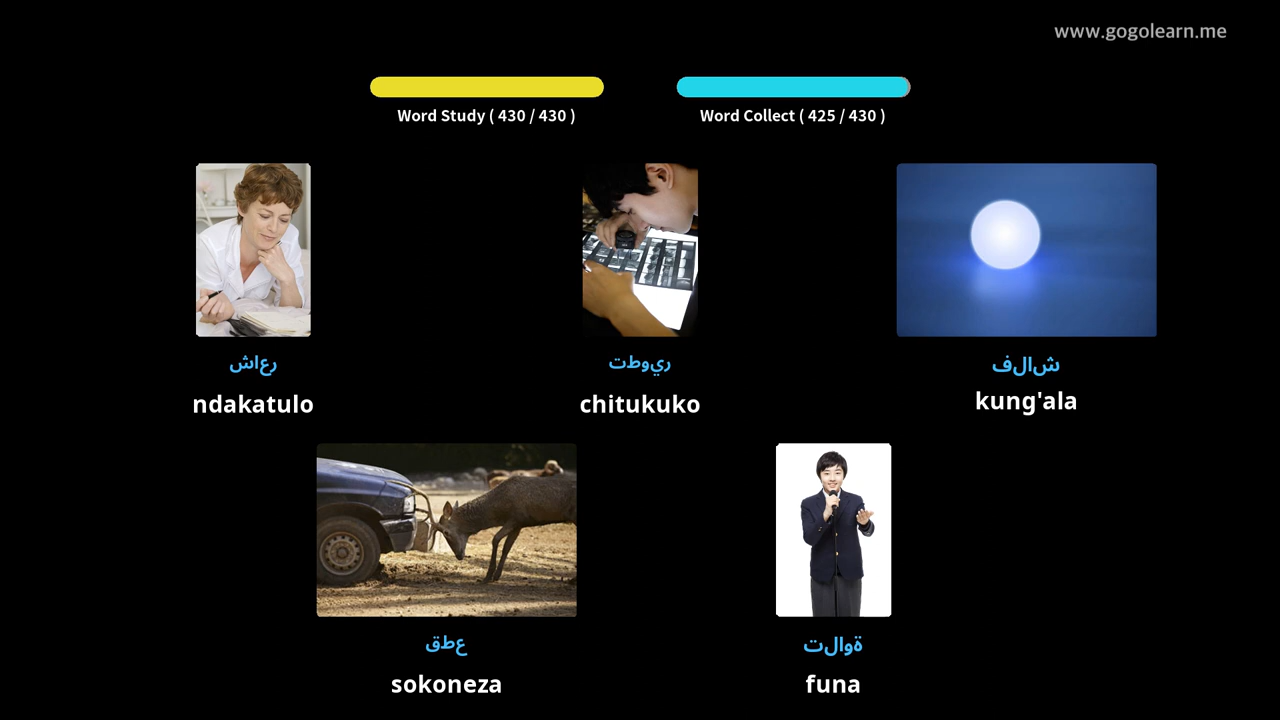 www.gogolearn.me
Word Study ( 430 / 430 )
Word Collect ( 425 / 430 )
رعاش
ndakatulo
ريوطت
chitukuko
شالف
kung'ala
عطق
sokoneza
ةوالت
funa